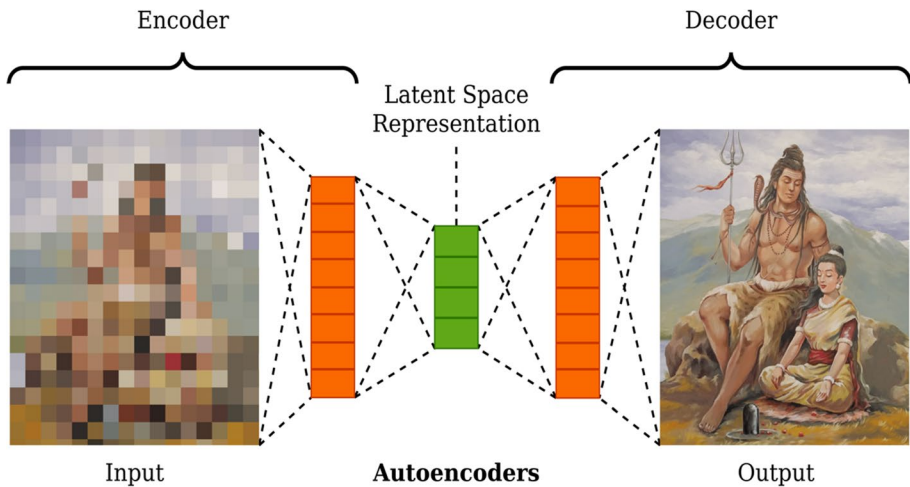 Encoder
Decoder
Latent Space
Representation
Input
Autoencoders
Output